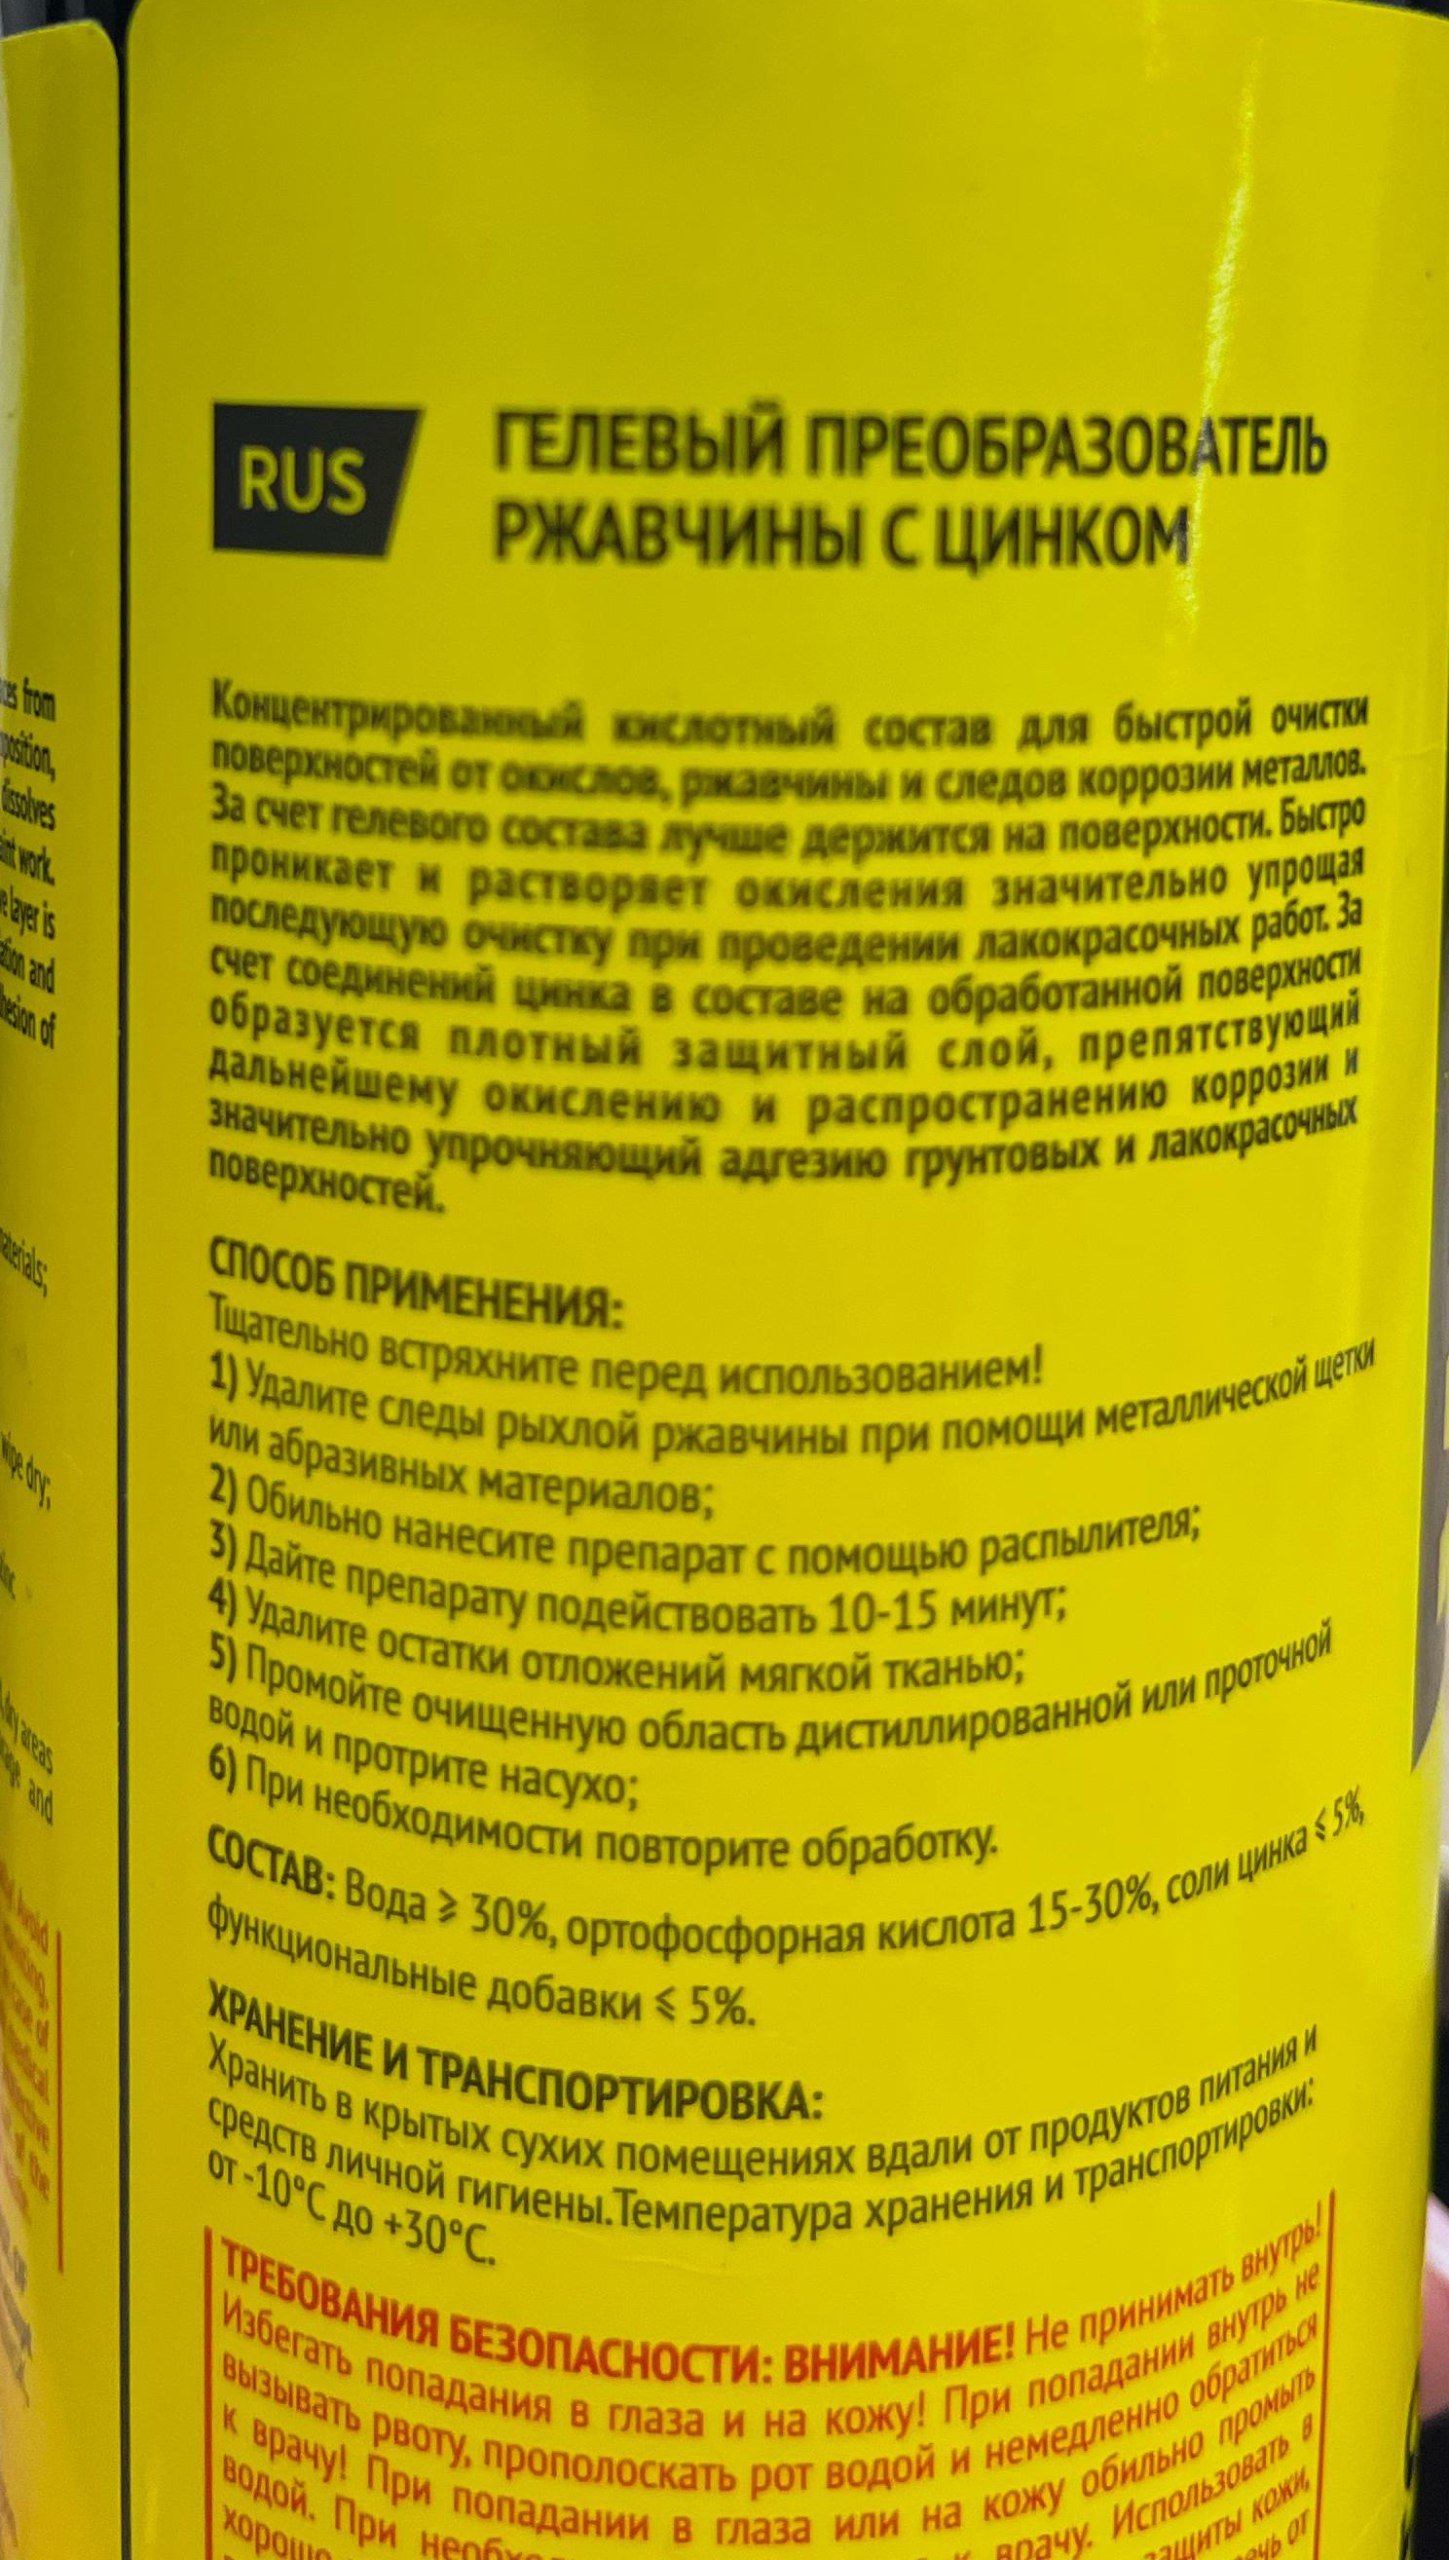 RUS
ГЕЛЕВЫЙ ПРЕОБРАЗОВАТЕЛЬ
РЖАВЧИНЫ С ЦИНКОМ
Концентрированный кислотный состав для быстрой очистки
поверхностей от окислов, ржавчины и следов коррозии металлов.
За счет гелевого состава лучше держится на поверхности. Быстро
проникает и растворяет окисления значительно упрощая
последующую очистку при проведении лакокрасочных работ. За
счет соединений цинка в составе на обработанной поверхности
образуется плотный защитный слой, препятствующий
дальнейшему окислению и распространению коррозии и
значительно упрочняющий адгезию грунтовых и лакокрасочных
поверхностей.
СПОСОБ ПРИМЕНЕНИЯ:
Тщательно встряхните перед использованием!
1) Удалите следы рыхлой ржавчины при помощи металлической щетки
или абразивных материалов;
2) Обильно нанесите препарат с помощью распылителя;
3) Дайте препарату подействовать 10-15 минут;
4) Удалите остатки отложений мягкой тканью;
5) Промойте очищенную область дистиллированной или проточной
водой и протрите насухо;
6) При необходимости повторите обработку.
СОСТАВ: Вода ⩾ 30%, ортофосфорная кислота 15-30%, соли цинка ⩽ 5%,
функциональные добавки ⩽ 5%.
ХРАНЕНИЕ И ТРАНСПОРТИРОВКА:
Хранить в крытых сухих помещениях вдали от продуктов питания и
средств личной гигиены.Температура хранения и транспортировки:
от -10°C до +30°C.
ТРЕБОВАНИЯ БЕЗОПАСНОСТИ: ВНИМАНИЕ! Не принимать внутрь!
Избегать попадания в глаза и на кожу! При попадании внутрь не
вызывать рвоту, прополоскать рот водой и немедленно обратиться
к врачу! При попадании в глаза или на кожу обильно промыть
водой. При врачу. Использовать в
кожи,
от
from
dissolves
work.
layer is
and
of
wipe dry;
dry areas
and
of the